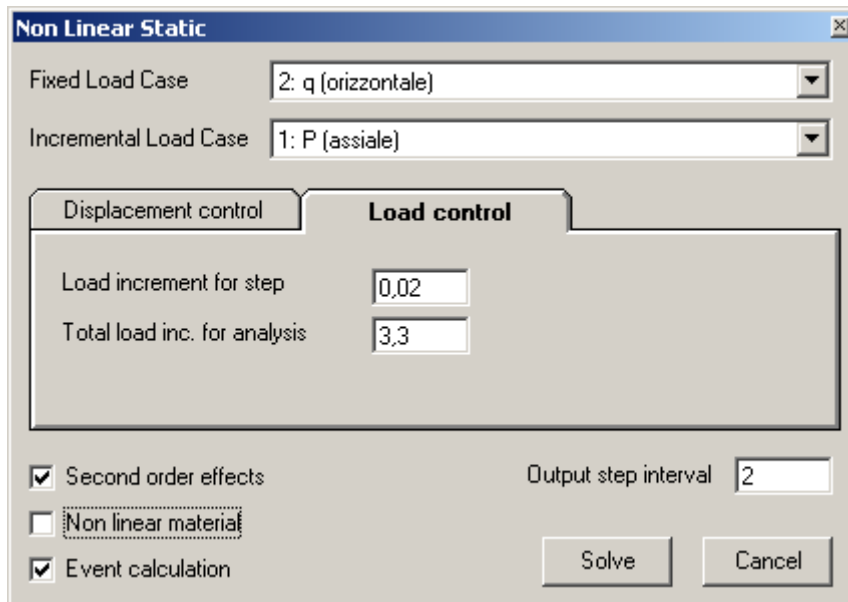 Non Linear Static
Fixed Load Case 2: q (orizzontale)
Incremental Load Case 1: P (assiale)
Displacement control Load control
Load increment for step 0,02
Total load inc. for analysis 3,3
Second order effects Output step interval 2
Non linear material
Event calculation Solve Cancel